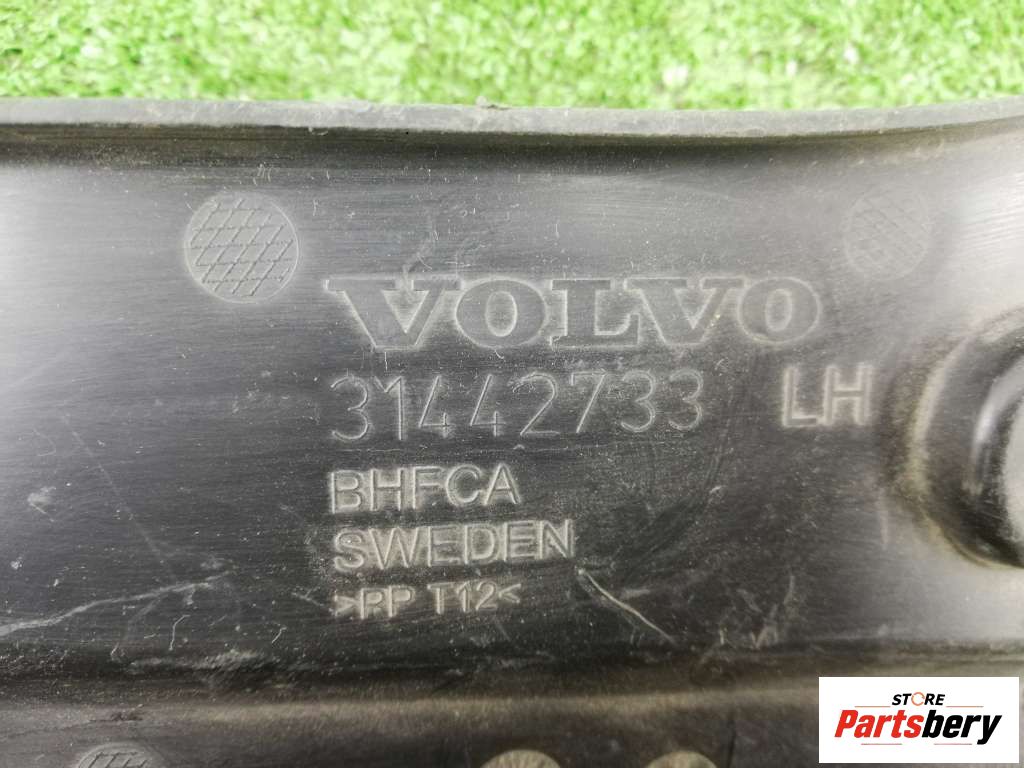 VOLVO
31442733 LH
BHFCA
SWEDEN
>PP T12<
STORE
Partsbery